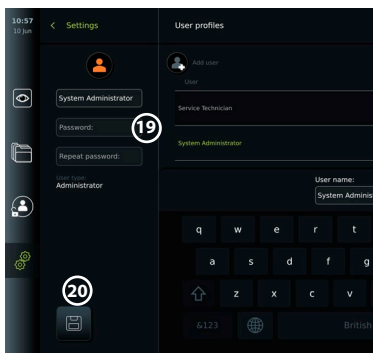 10:57
10 Jun
Settings
User profiles
Add user
User
System Administrator
Service Technician
Password:
19
System Administrator
Repeat password:
User type:
Administrator
User name:
System Adminis
q w e r t
a s d f g
20
z x c v
&123
British